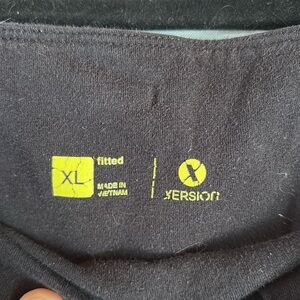 XL fitted
MADE IN
VIETNAM
X
XERSION